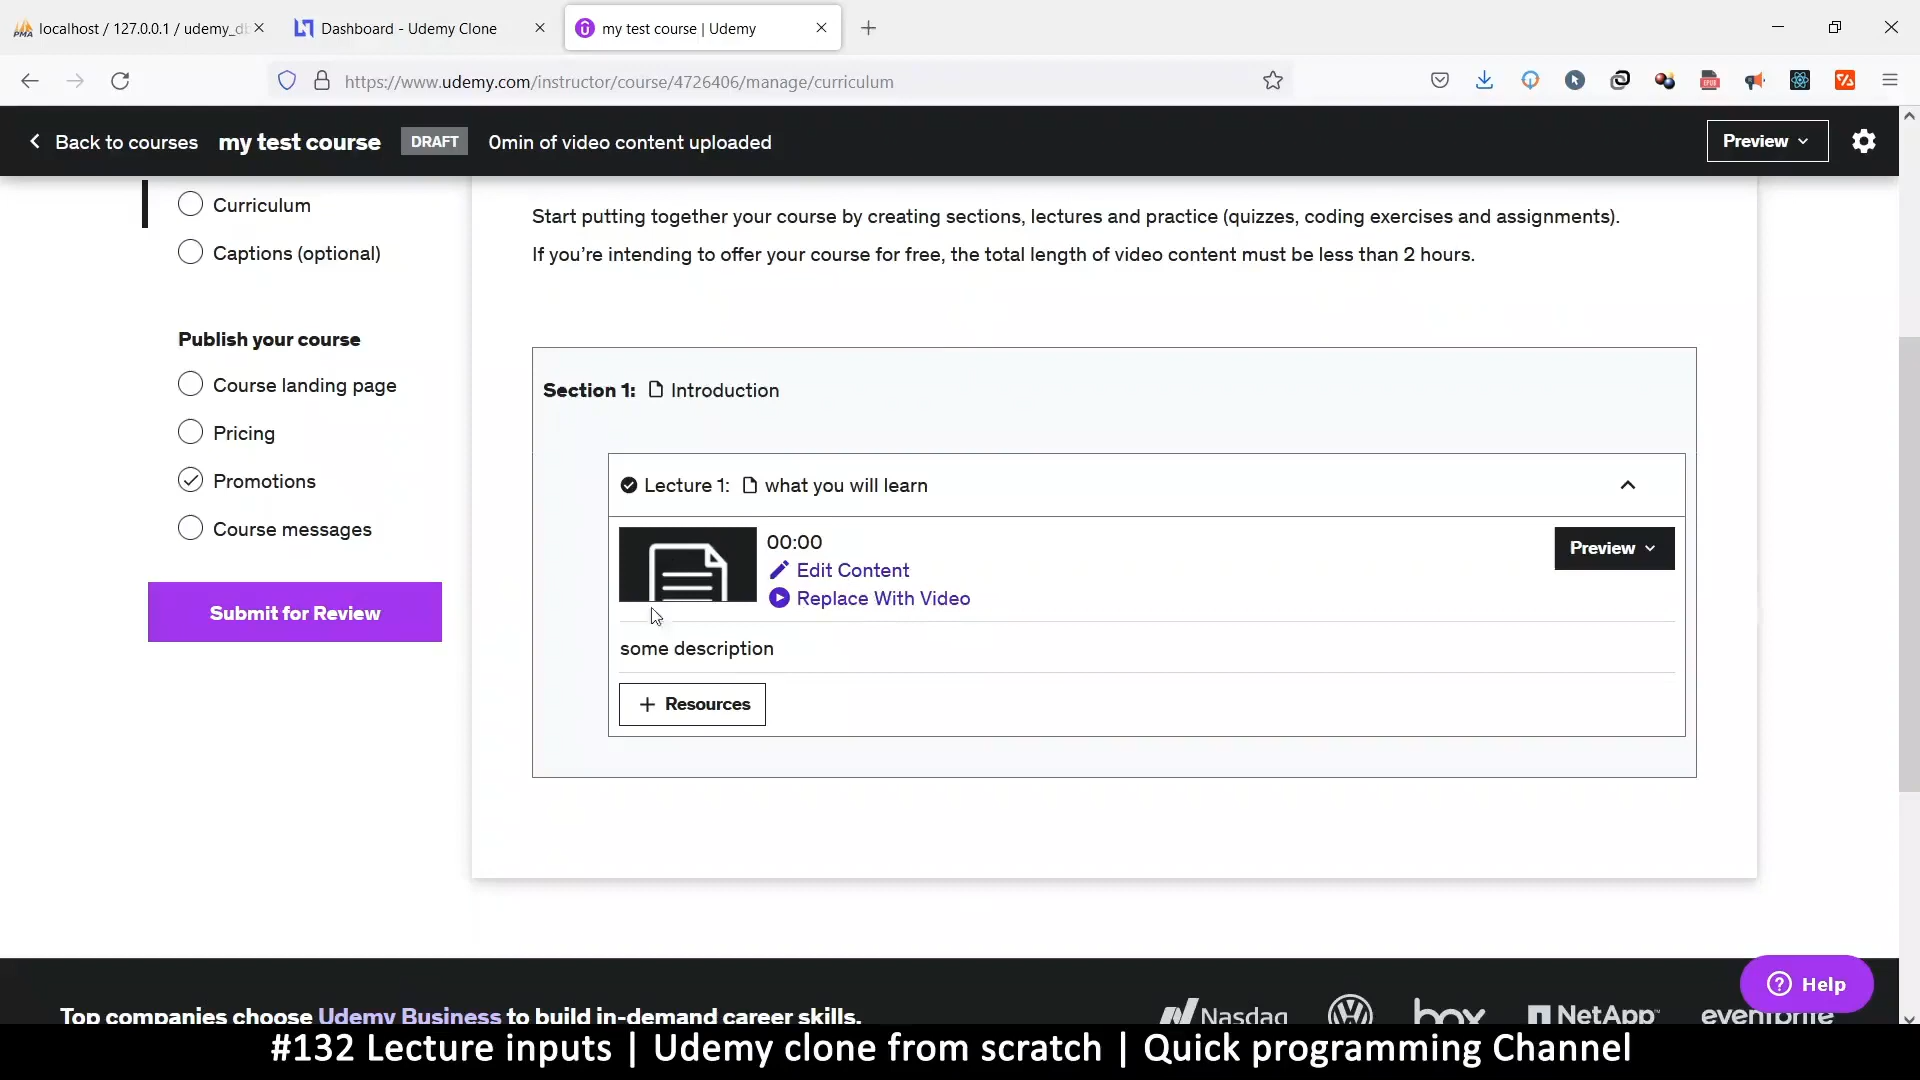 localhost / 127.0.0.1 / udemy_db
Dashboard - Udemy Clone
my test course | Udemy
https://www.udemy.com/instructor/course/4726406/manage/curriculum
Back to courses
my test course
DRAFT
0min of video content uploaded
Preview
Curriculum
Captions (optional)
Publish your course
Course landing page
Pricing
Promotions
Course messages
Submit for Review
Start putting together your course by creating sections, lectures and practice (quizzes, coding exercises and assignments).
If you’re intending to offer your course for free, the total length of video content must be less than 2 hours.
Section 1: Introduction
Lecture 1: what you will learn
00:00
Edit Content
Replace With Video
Preview
some description
+ Resources
Help
Top companies choose Udemy Business to build in-demand career skills.
Nasdaq
box
NetApp
eventbrite
#132 Lecture inputs | Udemy clone from scratch | Quick programming Channel